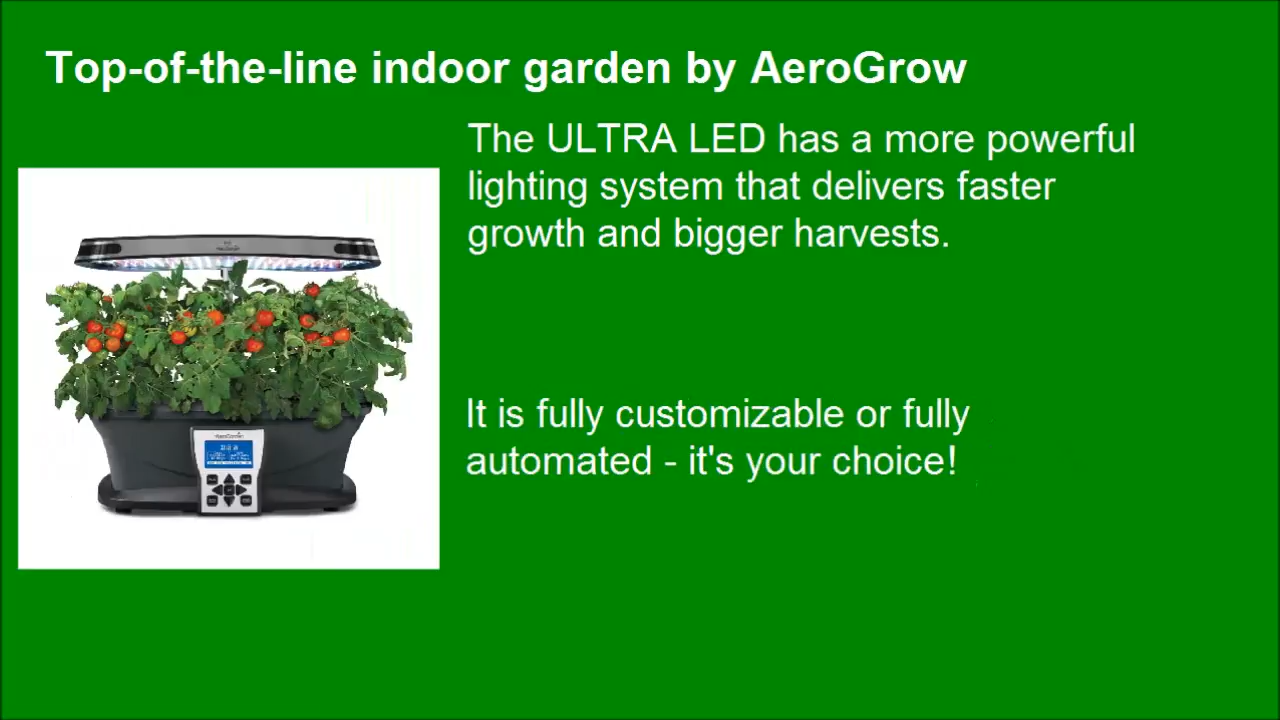 Top-of-the-line indoor garden by AeroGrow
The ULTRA LED has a more powerful
lighting system that delivers faster
growth and bigger harvests.
It is fully customizable or fully
automated - it's your choice!
AeroGarden